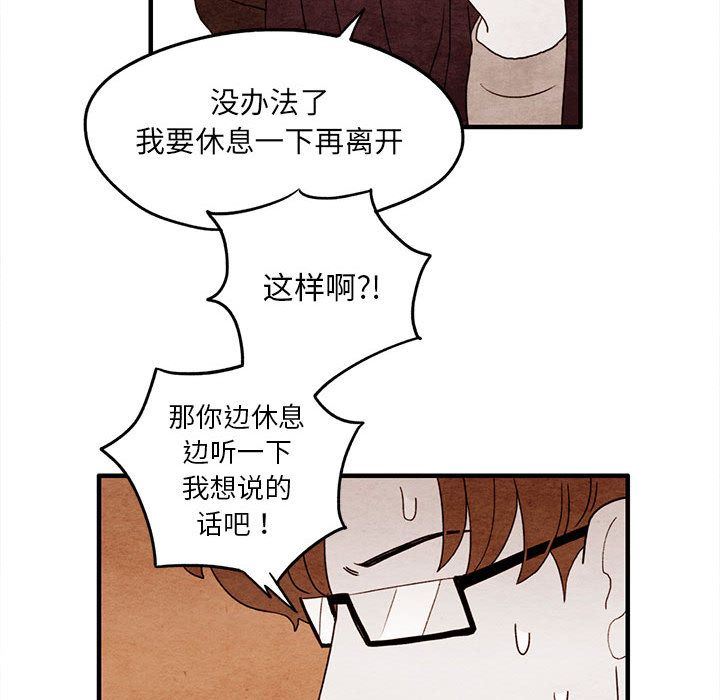 没办法了
我要休息一下再离开
这样啊?!
那你边休息
边听一下
我想说的
话吧！